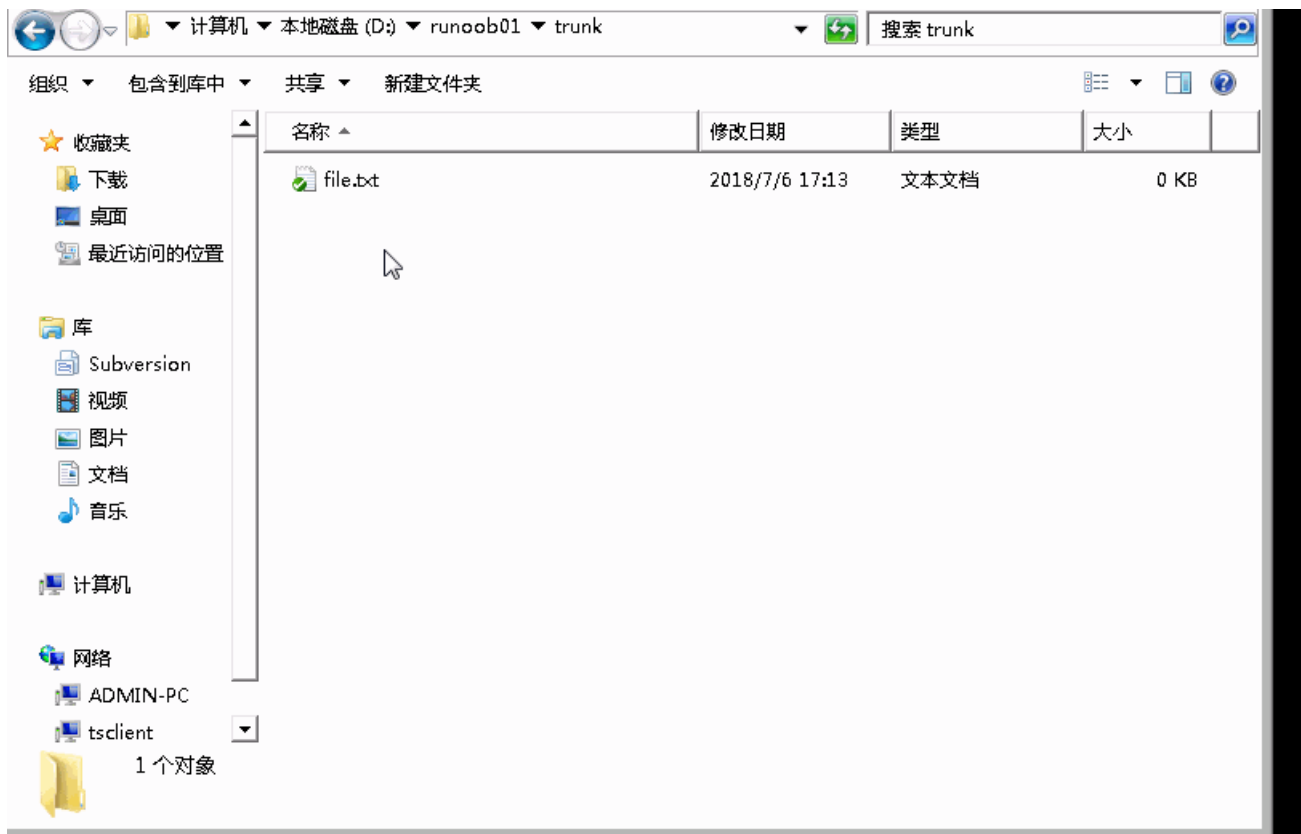 计算机 本地磁盘 (D:) runoob01 trunk 搜索 trunk
组织 包含到库中 共享 新建文件夹
收藏夹
下载
桌面
最近访问的位置
库
Subversion
视频
图片
文档
音乐
计算机
网络
ADMIN-PC
tsclient
名称 修改日期 类型 大小
file.txt 2018/7/6 17:13 文本文档 0 KB
1 个对象